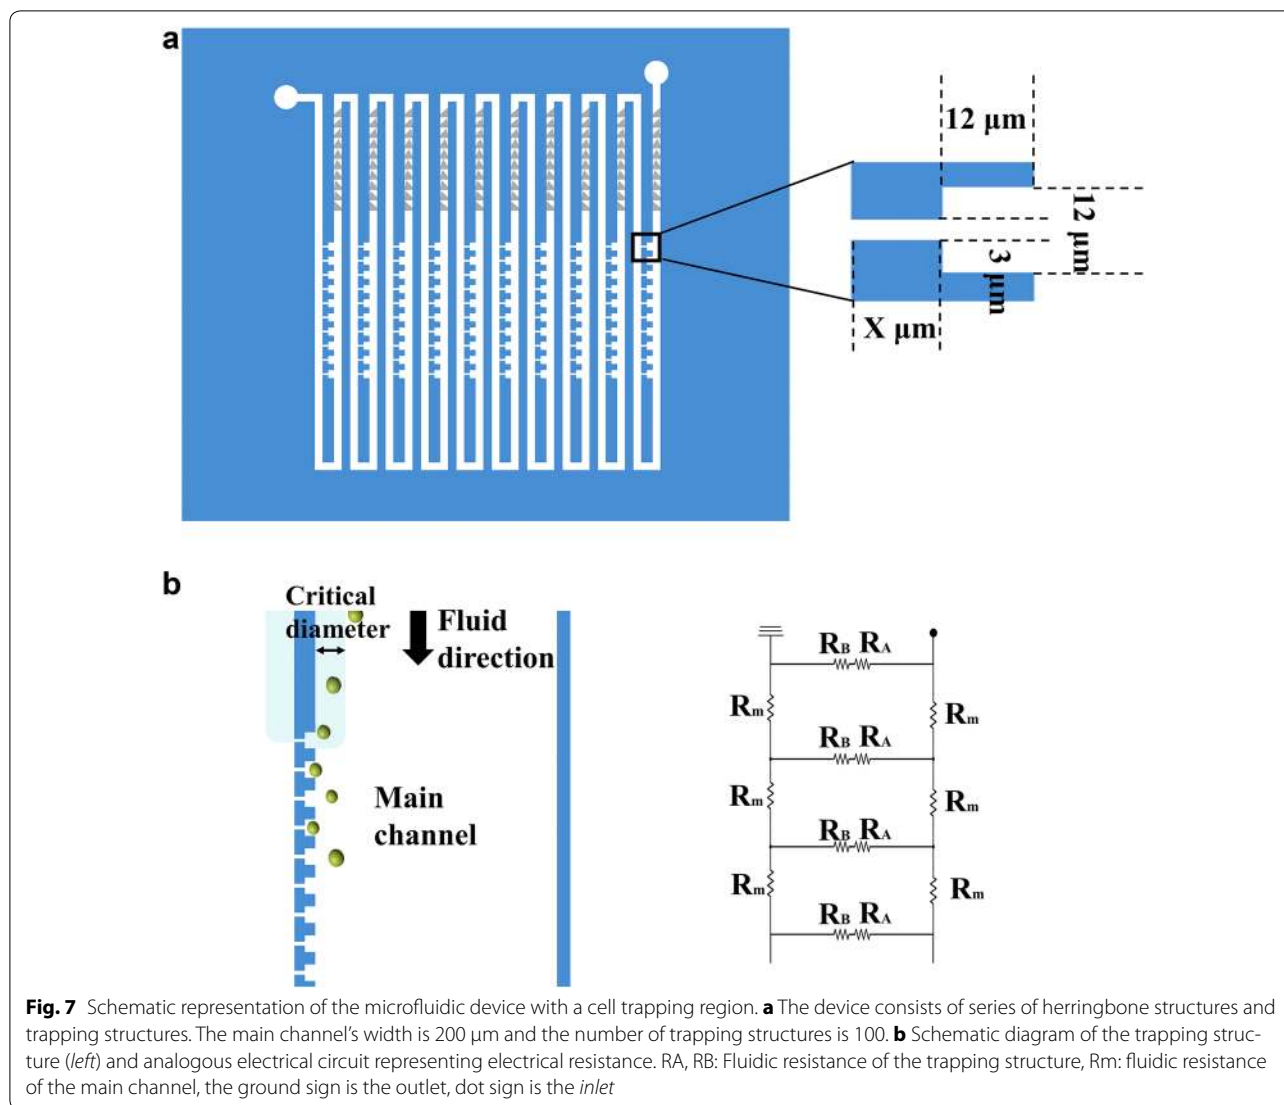 a
12 µm
12 µm
3 µm
X µm
b
Critical
diameter
Fluid
direction
Main
channel
RB RA
Rm
Rm
RB RA
Rm
Rm
RB RA
Rm
Rm
RB RA
Fig. 7 Schematic representation of the microfluidic device with a cell trapping region. a The device consists of series of herringbone structures and
trapping structures. The main channel's width is 200 µm and the number of trapping structures is 100. b Schematic diagram of the trapping struc-
ture (left) and analogous electrical circuit representing electrical resistance. RA, RB: Fluidic resistance of the trapping structure, Rm: fluidic resistance
of the main channel, the ground sign is the outlet, dot sign is the inlet